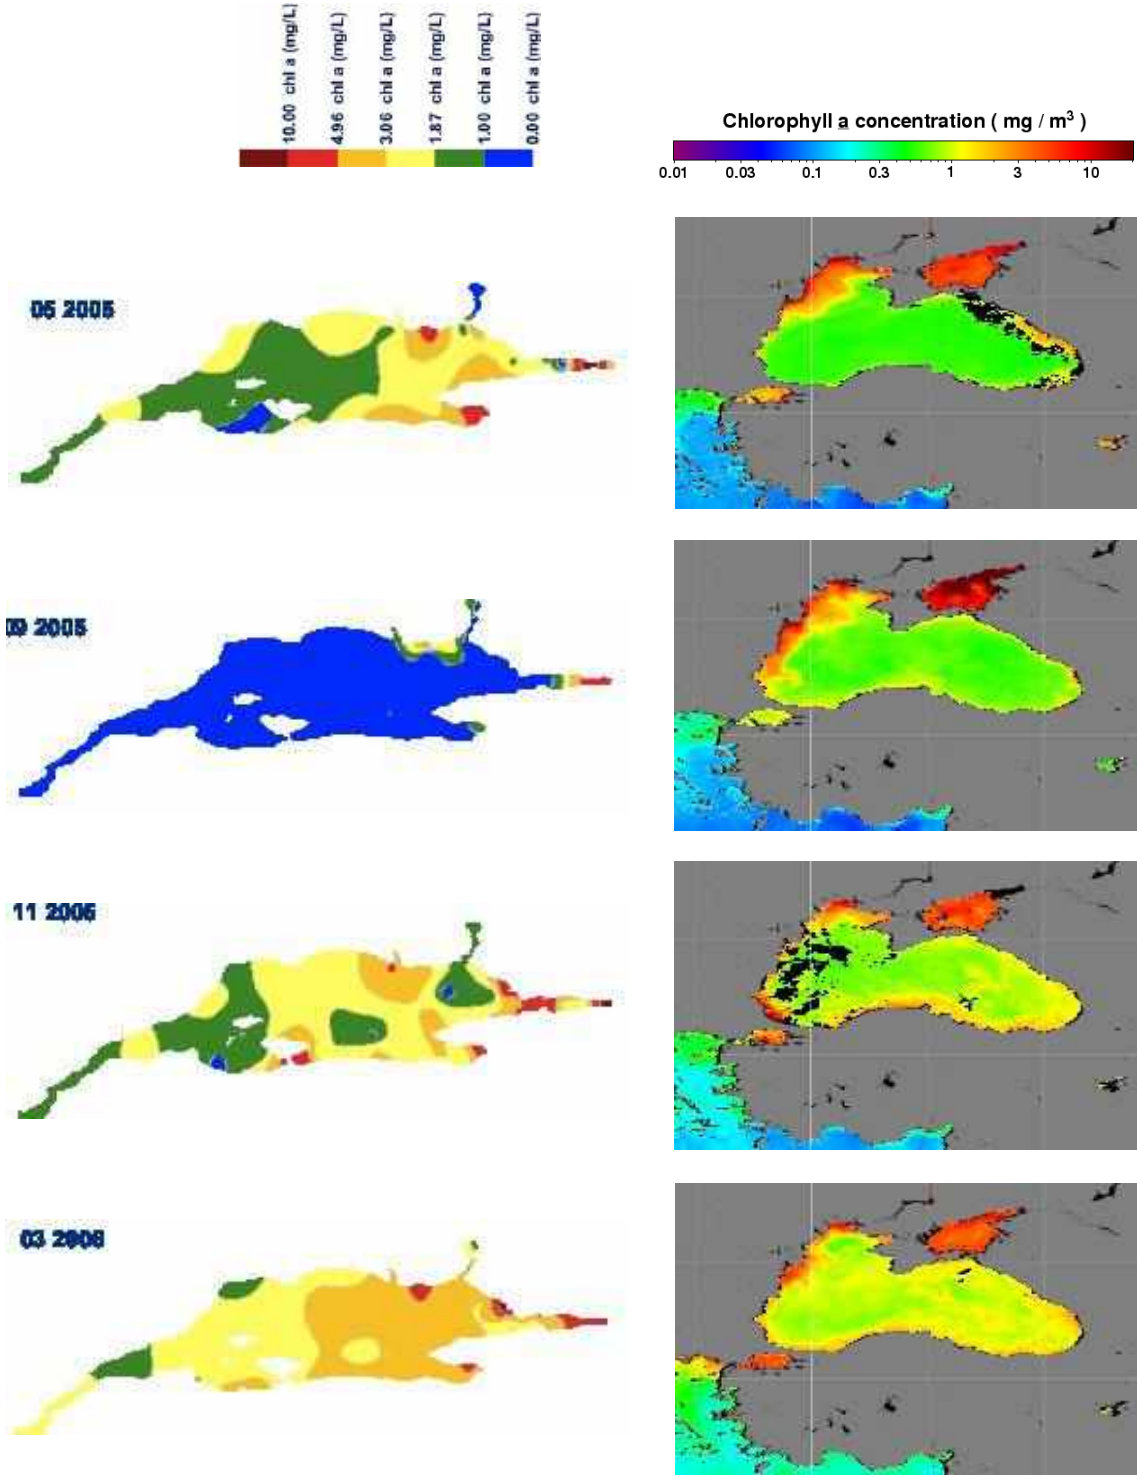 10.00 chl a (mg/L)
4.96 chl a (mg/L)
3.06 chl a (mg/L)
1.87 chl a (mg/L)
1.00 chl a (mg/L)
0.00 chl a (mg/L)
Chlorophyll a concentration ( mg / m³ )
0.01 0.03 0.1 0.3 1 3 10
05 2005
09 2005
11 2005
03 2006